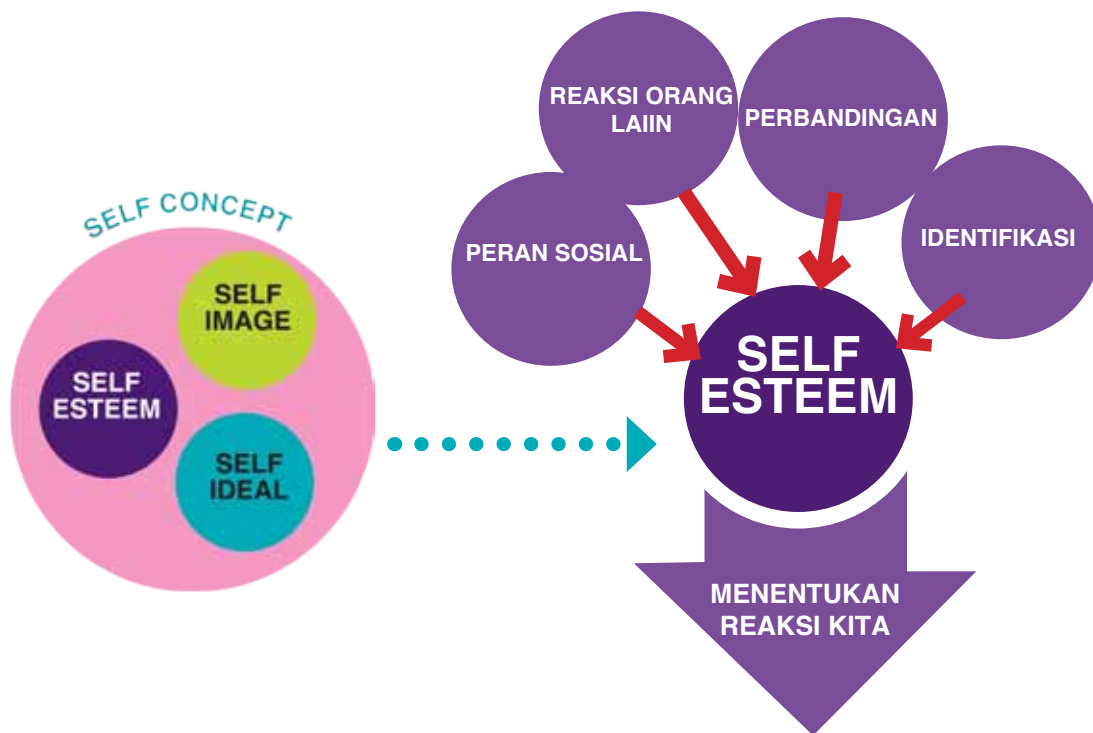 SELF CONCEPT
SELF
IMAGE
SELF
ESTEEM
SELF
IDEAL
PERAN SOSIAL
REAKSI ORANG
LAIIN
PERBANDINGAN
IDENTIFIKASI
SELF
ESTEEM
MENENTUKAN
REAKSI KITA